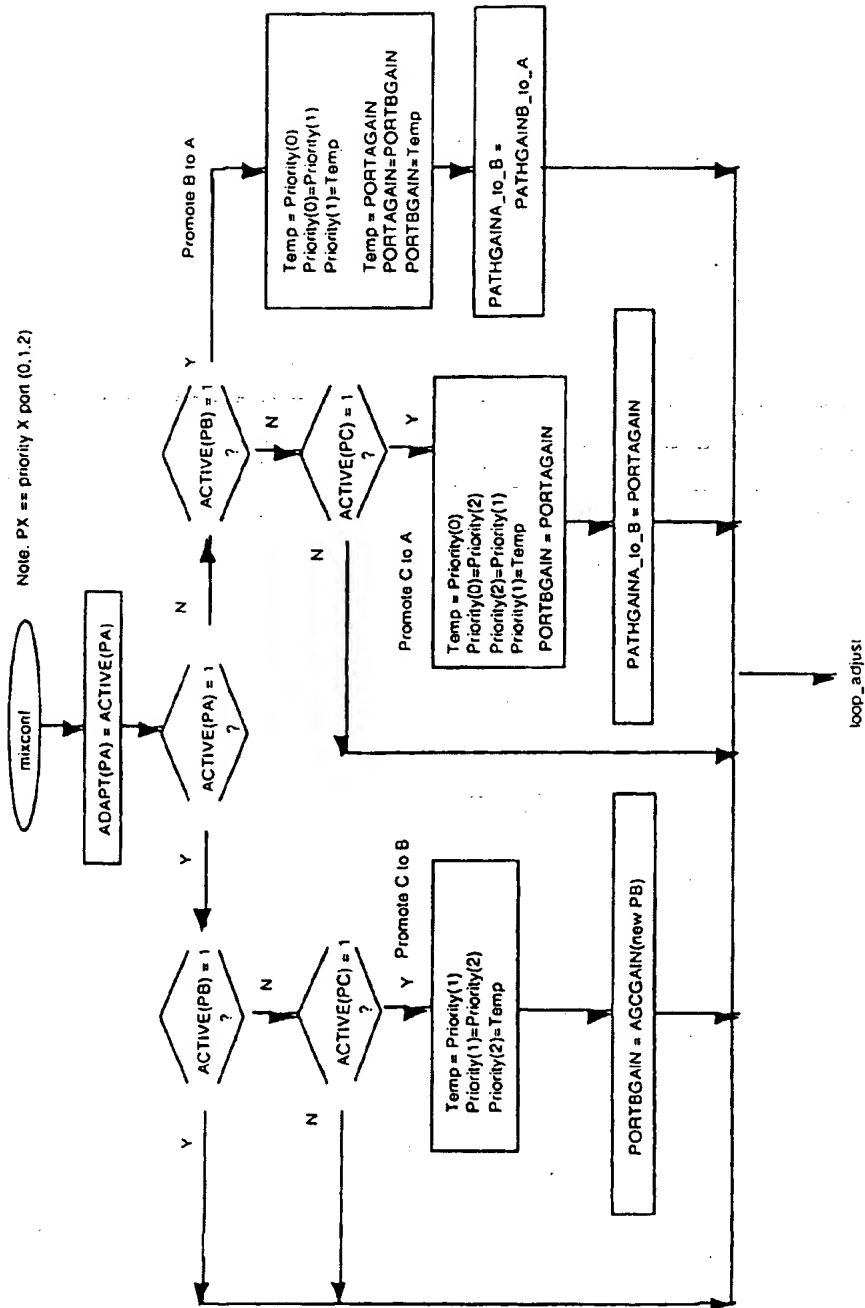 mixconf
Note. PX == priority X port (0,1.2)
ADAPT(PA) = ACTIVE(PA)
ACTIVE(PA) = 1
?
Y
N
ACTIVE(PB) = 1
?
Y
N
ACTIVE(PC) = 1
?
N
Y
Promote C to B
Temp = Priority(1)
Priority(1)=Priority(2)
Priority(2)=Temp
PORTBGAIN = AGCGAIN(new PB)
ACTIVE(PB) = 1
?
Y
N
ACTIVE(PC) = 1
?
N
Y
Promote C to A
Temp = Priority(0)
Priority(0)=Priority(2)
Priority(2)=Priority(1)
Priority(1)=Temp
PORTBGAIN = PORTAGAIN
PATHGAINA_to_B = PORTAGAIN
Promote B to A
Temp = Priority(0)
Priority(0)=Priority(1)
Priority(1)=Temp
Temp = PORTAGAIN
PORTAGAIN=PORTBGAIN
PORTBGAIN=Temp
PATHGAINA_to_B =
PATHGAINB_to_A
loop_adjust